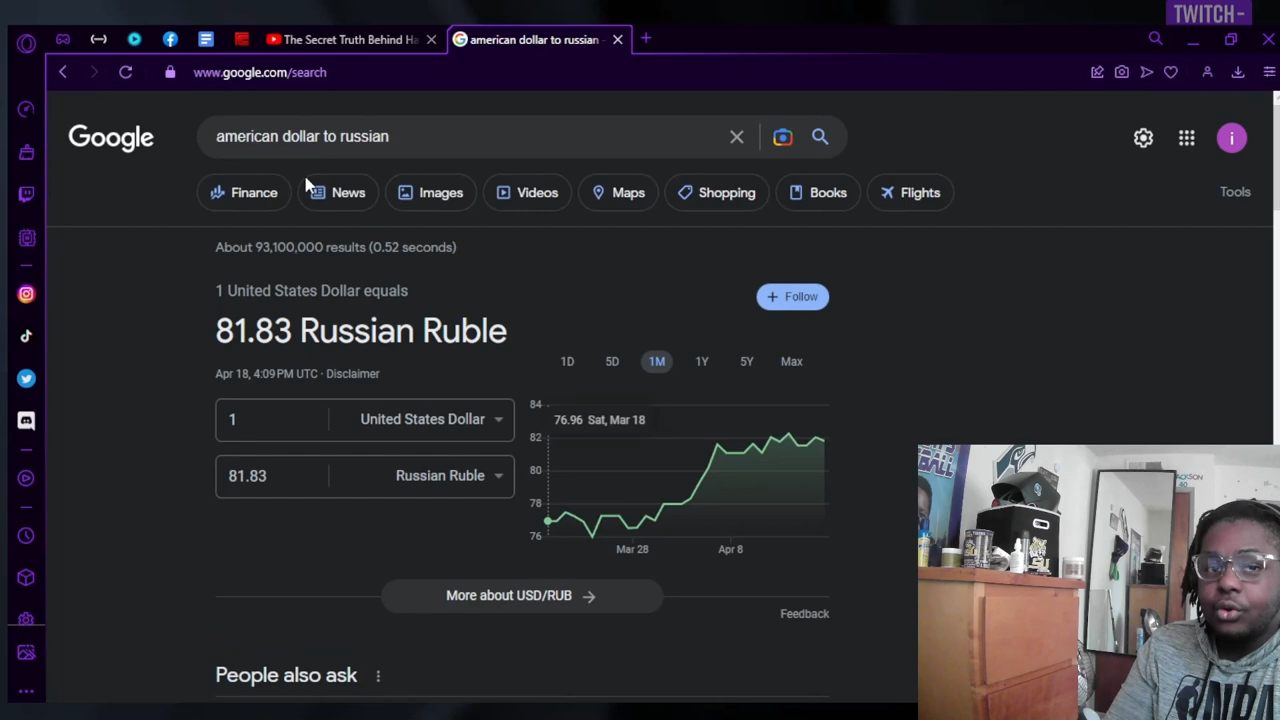 TWITCH-
The Secret Truth Behind Ha
american dollar to russian -
www.google.com/search
Google
american dollar to russian
i
Finance
News
Images
Videos
Maps
Shopping
Books
Flights
Tools
About 93,100,000 results (0.52 seconds)
1 United States Dollar equals
Follow
81.83 Russian Ruble
1D
5D
1M
1Y
5Y
Max
Apr 18, 4:09 PM UTC · Disclaimer
1
United States Dollar
81.83
Russian Ruble
84
76.96 Sat, Mar 18
82
80
78
76
Mar 28
Apr 8
More about USD/RUB
Feedback
People also ask
BALL
JACKSON
40
NBA